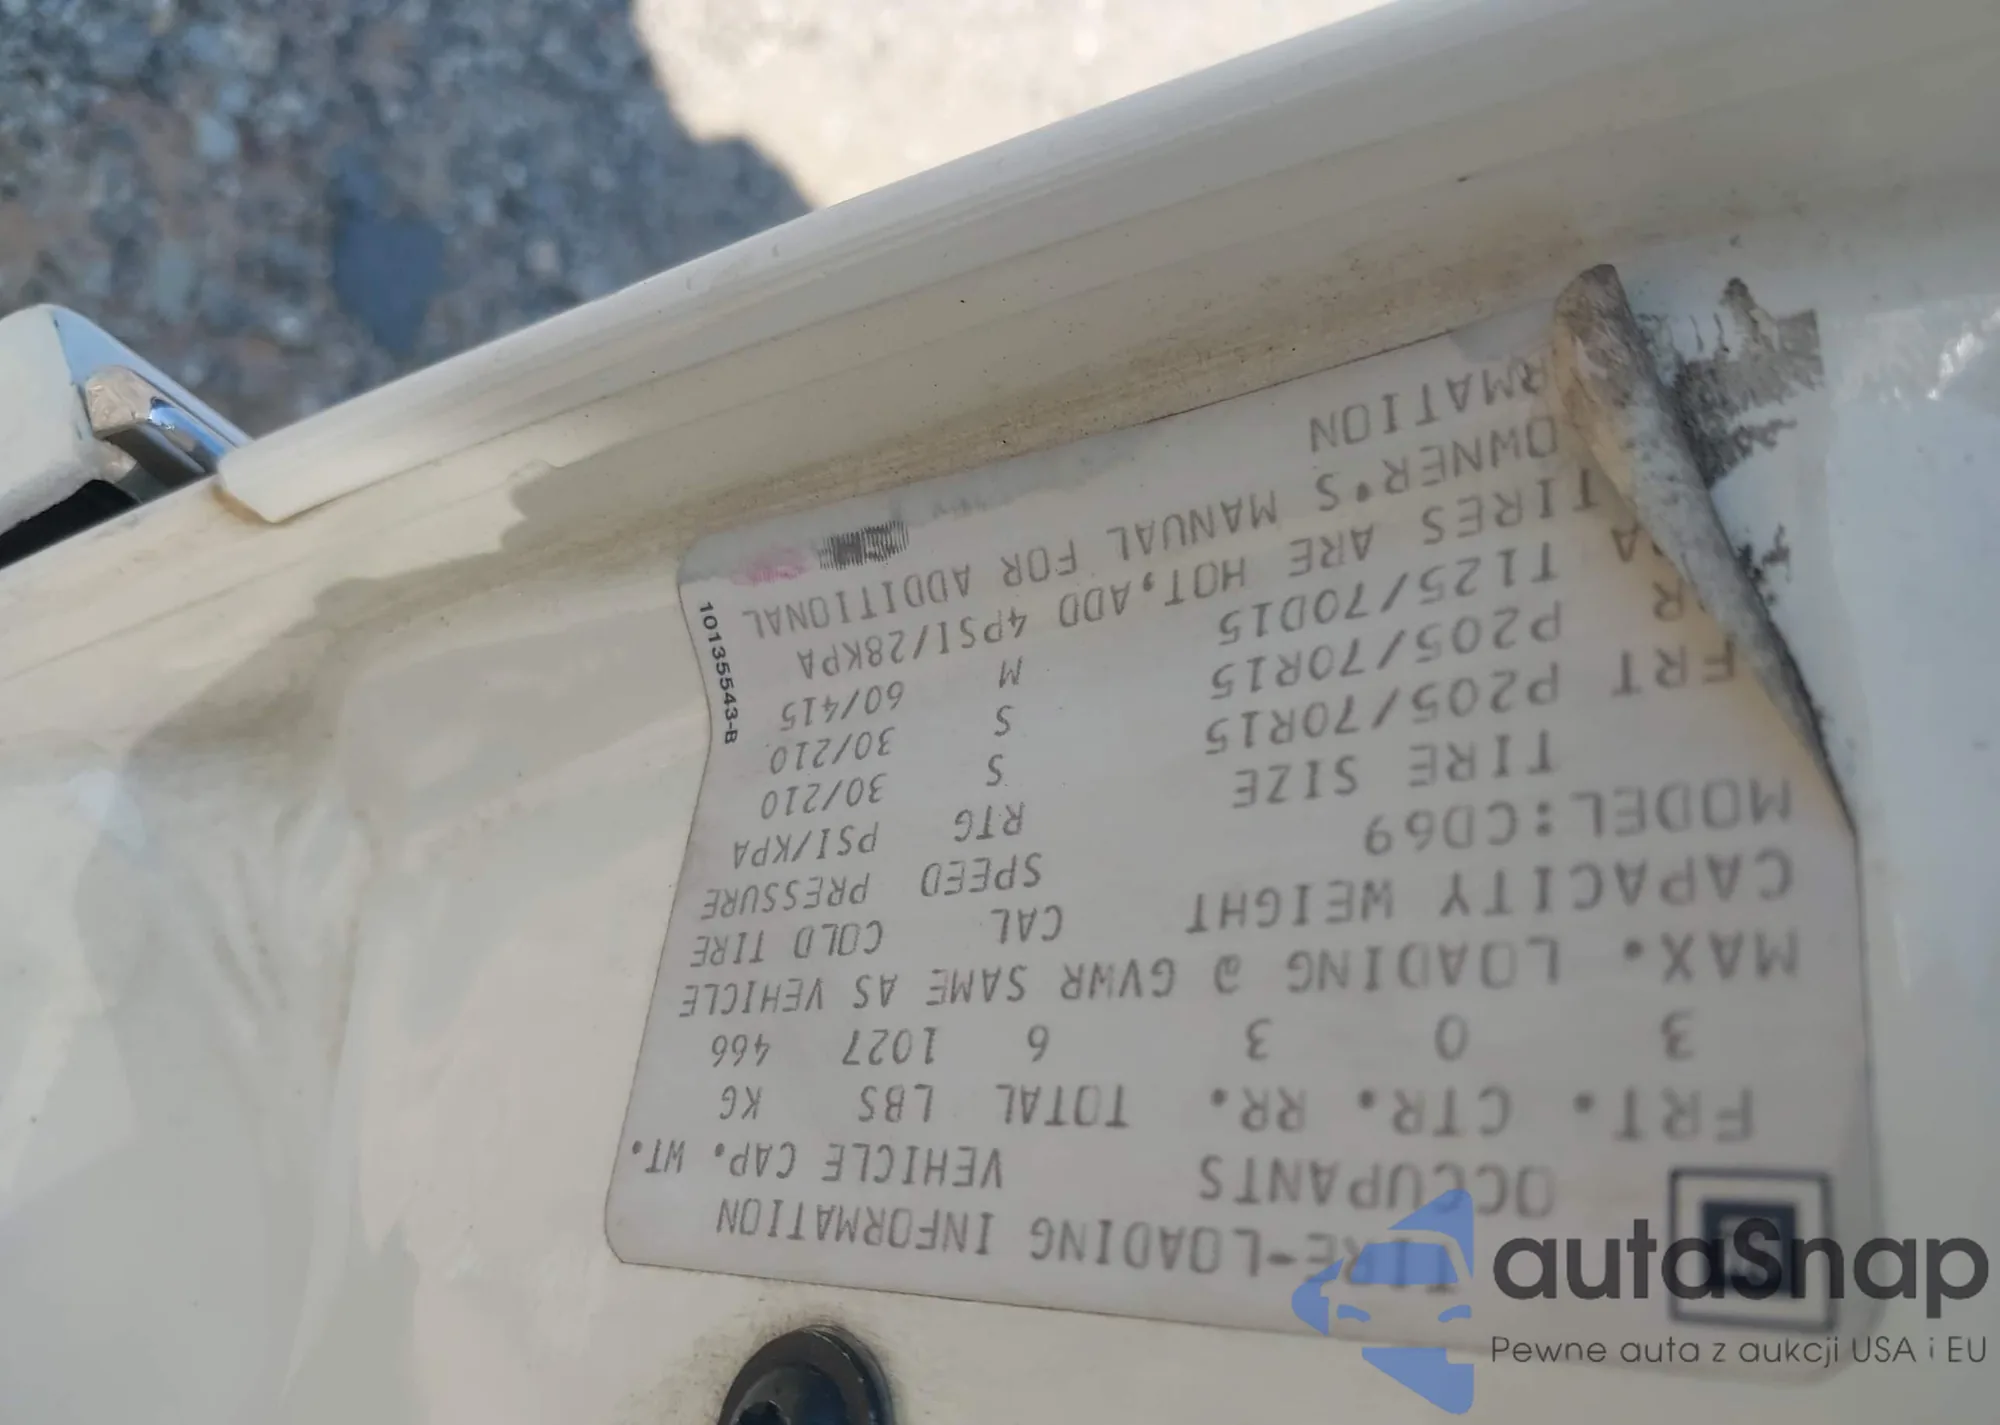 TIRE-LOADING INFORMATION
OCCUPANTS VEHICLE CAP. WT.
FRT. CTR. RR. TOTAL LBS KG
3 0 3 6 1027 466
MAX. LOADING @ GVWR SAME AS VEHICLE
CAPACITY WEIGHT CAL COLD TIRE
MODEL:CD69 SPEED PRESSURE
TIRE SIZE RTG PSI/KPA
FRT P205/70R15 S 30/210
RR P205/70R15 S 30/210
T125/70D15 M 60/415
TIRES ARE HOT,ADD 4PSI/28KPA
OWNER'S MANUAL FOR ADDITIONAL
RMATION
10135543-B
autaSnap
Pewne auta z aukcji USA i EU